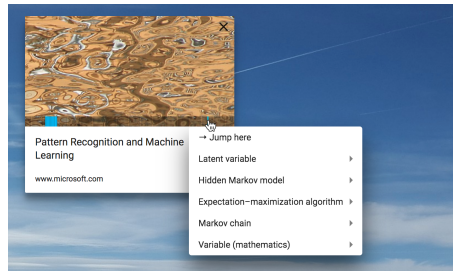 Pattern Recognition and Machine
Learning
www.microsoft.com
→ Jump here
Latent variable
Hidden Markov model
Expectation–maximization algorithm
Markov chain
Variable (mathematics)